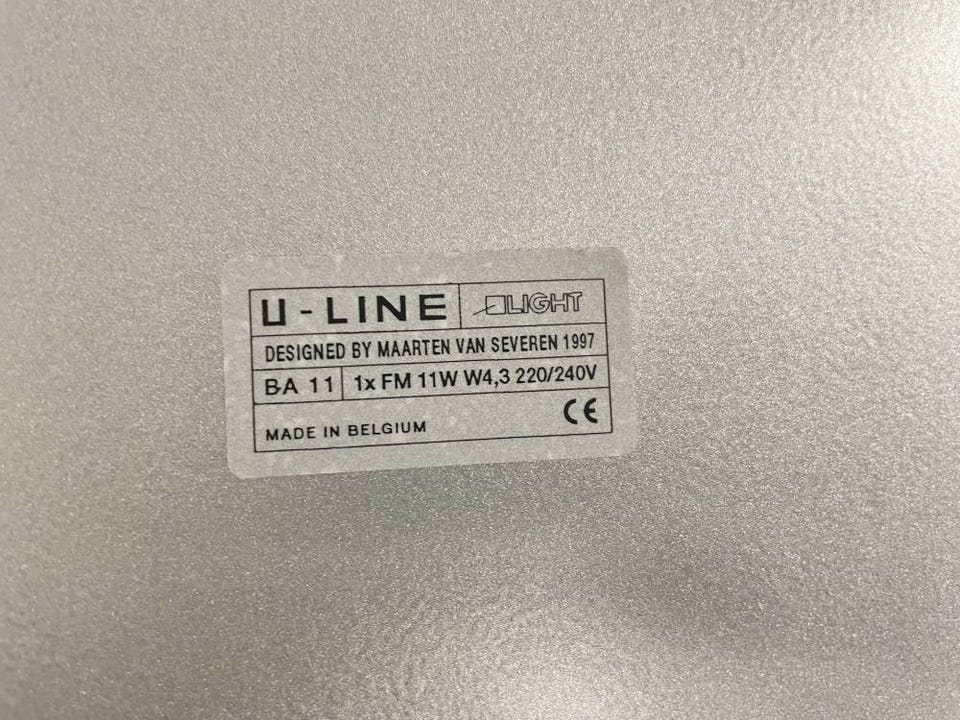 U-LINE LIGHT
DESIGNED BY MAARTEN VAN SEVEREN 1997
BA 11 1x FM 11W W4,3 220/240V
MADE IN BELGIUM CE